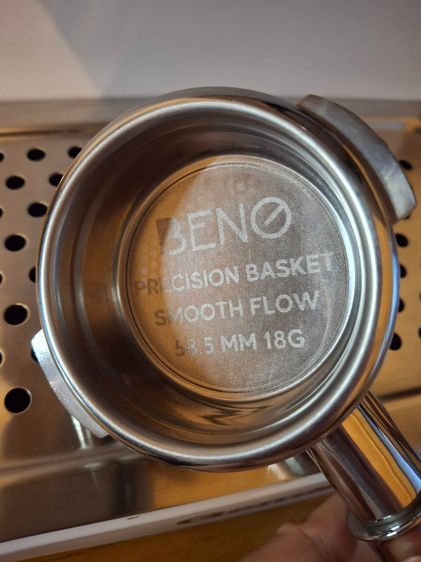 BENO
PRECISION BASKET
SMOOTH FLOW
58.5 MM 18G